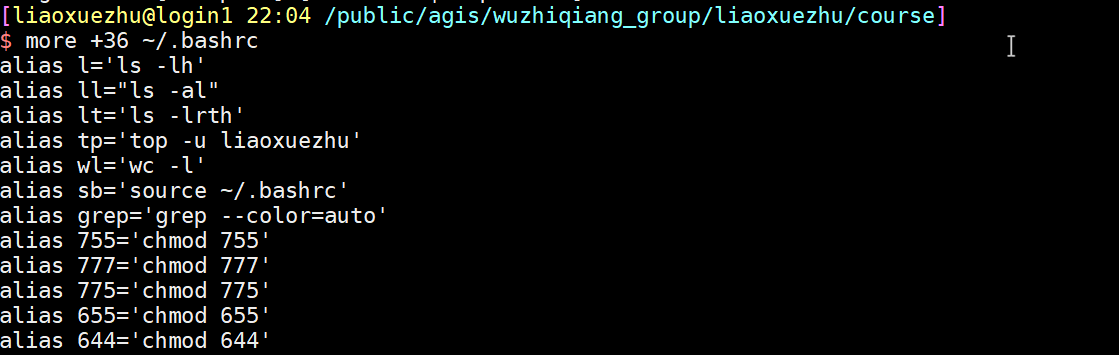 [liaoxuezhu@login1 22:04 /public/agis/wuzhiqiang_group/liaoxuezhu/course]
$ more +36 ~/.bashrc
alias l='ls -lh'
alias ll="ls -al"
alias lt='ls -lrth'
alias tp='top -u liaoxuezhu'
alias wl='wc -l'
alias sb='source ~/.bashrc'
alias grep='grep --color=auto'
alias 755='chmod 755'
alias 777='chmod 777'
alias 775='chmod 775'
alias 655='chmod 655'
alias 644='chmod 644'